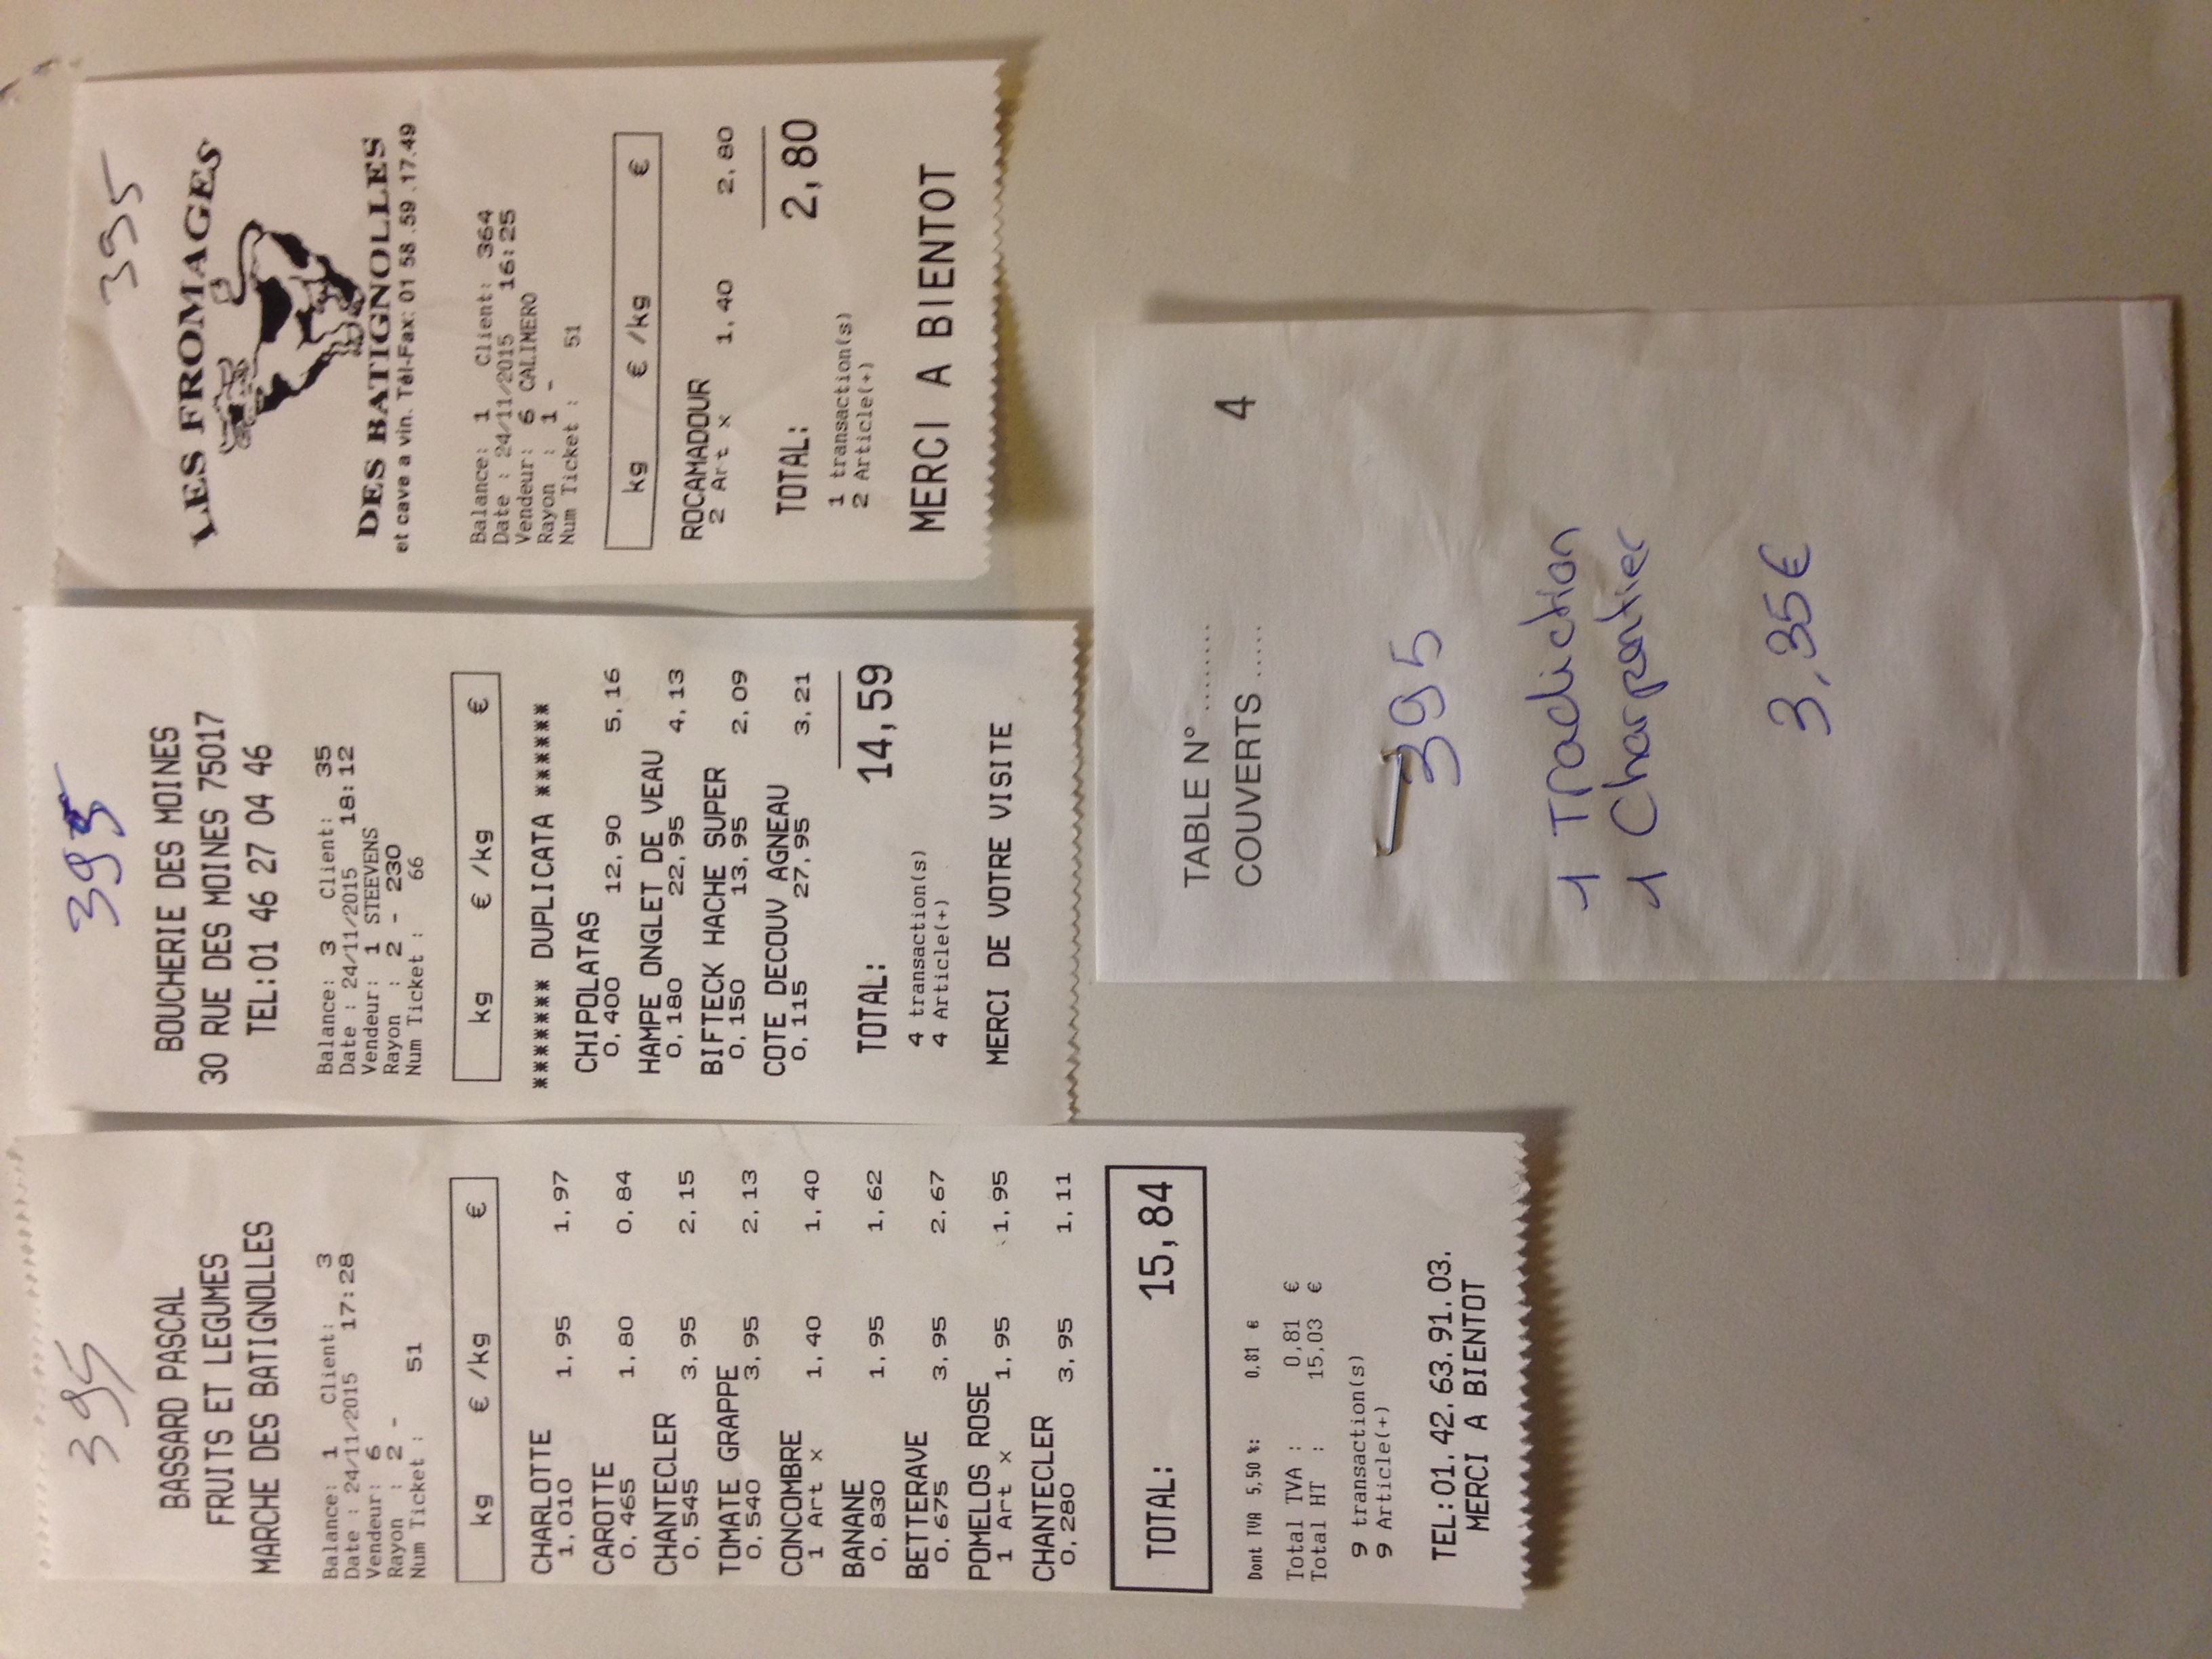 395
BASSARD PASCAL
FRUITS ET LEGUMES
MARCHE DES BATIGNOLLES
Balance: 1 Client: 3
Date : 24/11/2015 17:28
Vendeur: 6
Rayon : 2 -
Num Ticket : 51
kg € /kg €
CHARLOTTE
1,010 1,95 1,97
CAROTTE
0,465 1,80 0,84
CHANTECLER
0,545 3,95 2,15
TOMATE GRAPPE
0,540 3,95 2,13
CONCOMBRE
1 Art x 1,40 1,40
BANANE
0,830 1,95 1,62
BETTERAVE
0,675 3,95 2,67
POMELOS ROSE
1 Art x 1,95 1,95
CHANTECLER
0,280 3,95 1,11
TOTAL: 15,84
Dont TVA 5,50 %: 0,81 €
Total TVA : 0,81 €
Total HT : 15,03 €
9 transaction(s)
9 Article(+)
TEL:01.42.63.91.03.
MERCI A BIENTOT
395
BOUCHERIE DES MOINES
30 RUE DES MOINES 75017
TEL:01 46 27 04 46
Balance: 3 Client: 35
Date : 24/11/2015 18:12
Vendeur: 1 STEEVENS
Rayon : 2 - 230
Num Ticket : 66
kg € /kg €
******* DUPLICATA ******
CHIPOLATAS
0,400 12,90 5,16
HAMPE ONGLET DE VEAU
0,180 22,95 4,13
BIFTECK HACHE SUPER
0,150 13,95 2,09
COTE DECOUV AGNEAU
0,115 27,95 3,21
TOTAL: 14,59
4 transaction(s)
4 Article(+)
MERCI DE VOTRE VISITE
395
LES FROMAGES
DES BATIGNOLLES
et cave a vin. Tél-Fax: 01 58 .59 .17.49
Balance: 1 Client: 364
Date : 24/11/2015 16:25
Vendeur: 6 CALIMERO
Rayon : 1 -
Num Ticket : 51
kg € /kg €
ROCAMADOUR
2 Art x 1,40 2,80
TOTAL: 2,80
1 transaction(s)
2 Article(+)
MERCI A BIENTOT
TABLE N° ........
COUVERTS ..... 4
395
1 Tradiction
1 Charpentier
3,35€